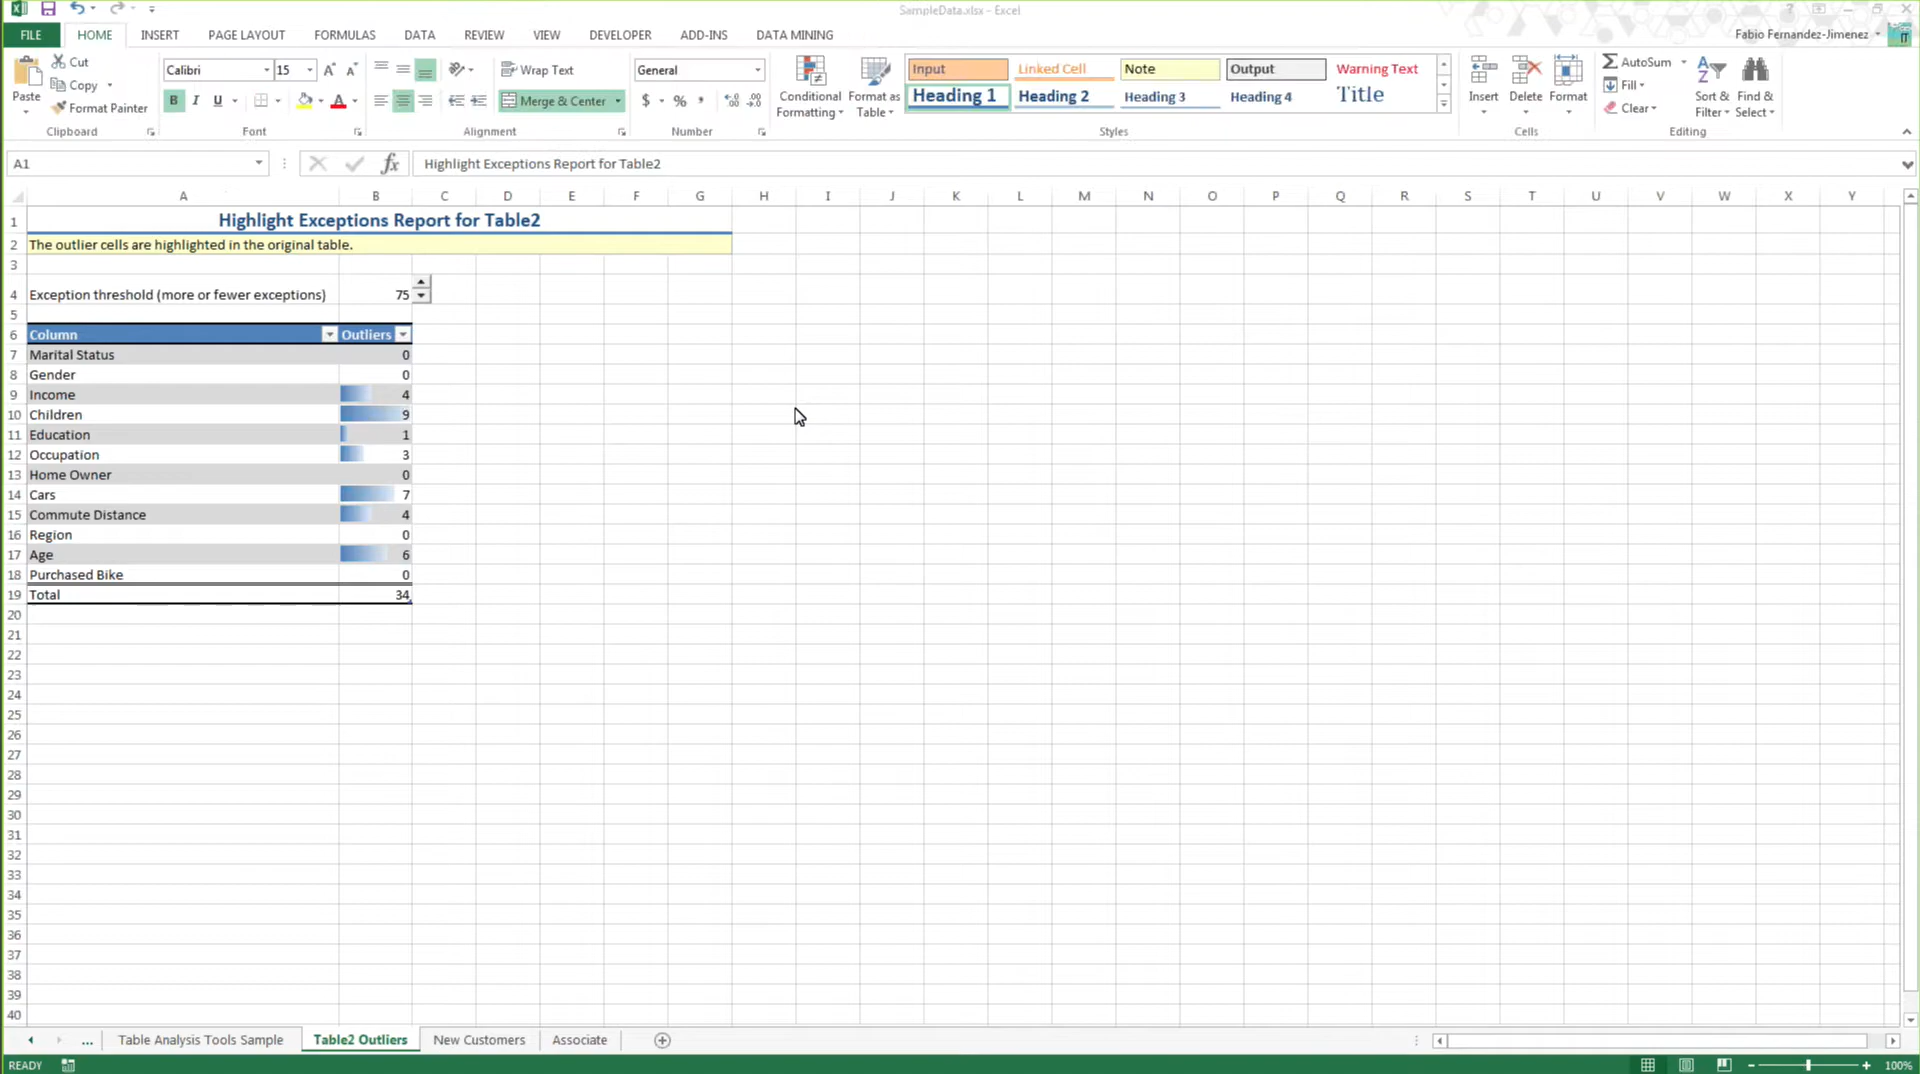 SampleData.xlsx - Excel
FILE HOME INSERT PAGE LAYOUT FORMULAS DATA REVIEW VIEW DEVELOPER ADD-INS DATA MINING Fabio Fernandez-Jimenez
Paste
Cut
Copy
Format Painter
Clipboard
Calibri 15
B I U
Font
Wrap Text
Merge & Center
Alignment
General
$ % ,
Number
Conditional Formatting
Format as Table
Input Linked Cell Note Output Warning Text
Heading 1 Heading 2 Heading 3 Heading 4 Title
Styles
Insert Delete Format
Cells
AutoSum
Fill
Clear
Sort & Filter
Find & Select
Editing
A1 fx Highlight Exceptions Report for Table2
A B C D E F G H I J K L M N O P Q R S T U V W X Y
1 Highlight Exceptions Report for Table2
2 The outlier cells are highlighted in the original table.
3
4 Exception threshold (more or fewer exceptions) 75
5
6 Column Outliers
7 Marital Status 0
8 Gender 0
9 Income 4
10 Children 9
11 Education 1
12 Occupation 3
13 Home Owner 0
14 Cars 7
15 Commute Distance 4
16 Region 0
17 Age 6
18 Purchased Bike 0
19 Total 34
20
21
22
23
24
25
26
27
28
29
30
31
32
33
34
35
36
37
38
39
40
... Table Analysis Tools Sample Table2 Outliers New Customers Associate
READY 100%